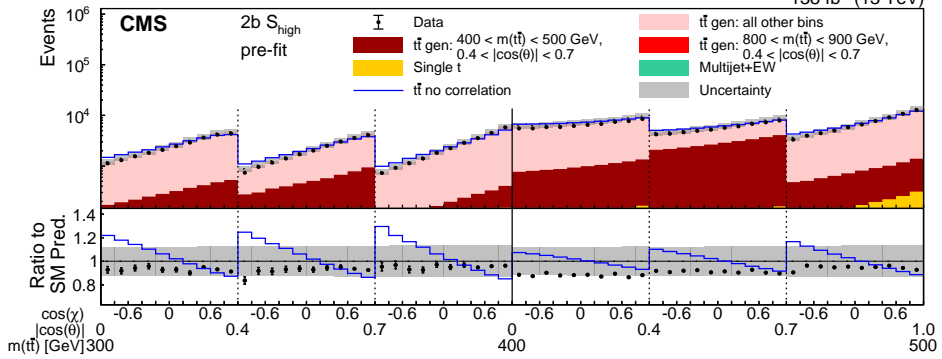 138 fb⁻¹ (13 TeV)
CMS
2b S_high
pre-fit
Data
tt̄ gen: 400 < m(tt̄) < 500 GeV,
0.4 < |cos(θ)| < 0.7
Single t
tt̄ no correlation
tt̄ gen: all other bins
tt̄ gen: 800 < m(tt̄) < 900 GeV,
0.4 < |cos(θ)| < 0.7
Multijet+EW
Uncertainty
Events
10⁶
10⁵
10⁴
Ratio to
SM Pred.
1.4
1.2
1
0.8
cos(χ) -0.6 0 0.6 -0.6 0 0.6 -0.6 0 0.6 -0.6 0 0.6 -0.6 0 0.6 -0.6 0 0.6
|cos(θ)| 0.4 0.7 0 0.4 0.7 1.0
m(tt̄) [GeV] 300 400 500